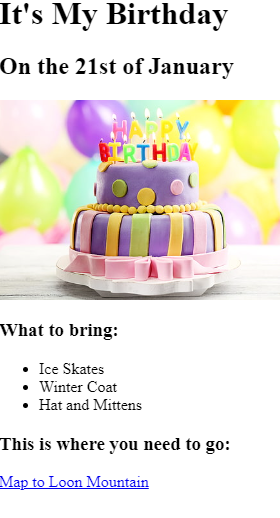 It's My Birthday
On the 21st of January
HAPPY
BIRTHDAY
What to bring:
Ice Skates
Winter Coat
Hat and Mittens
This is where you need to go:
Map to Loon Mountain